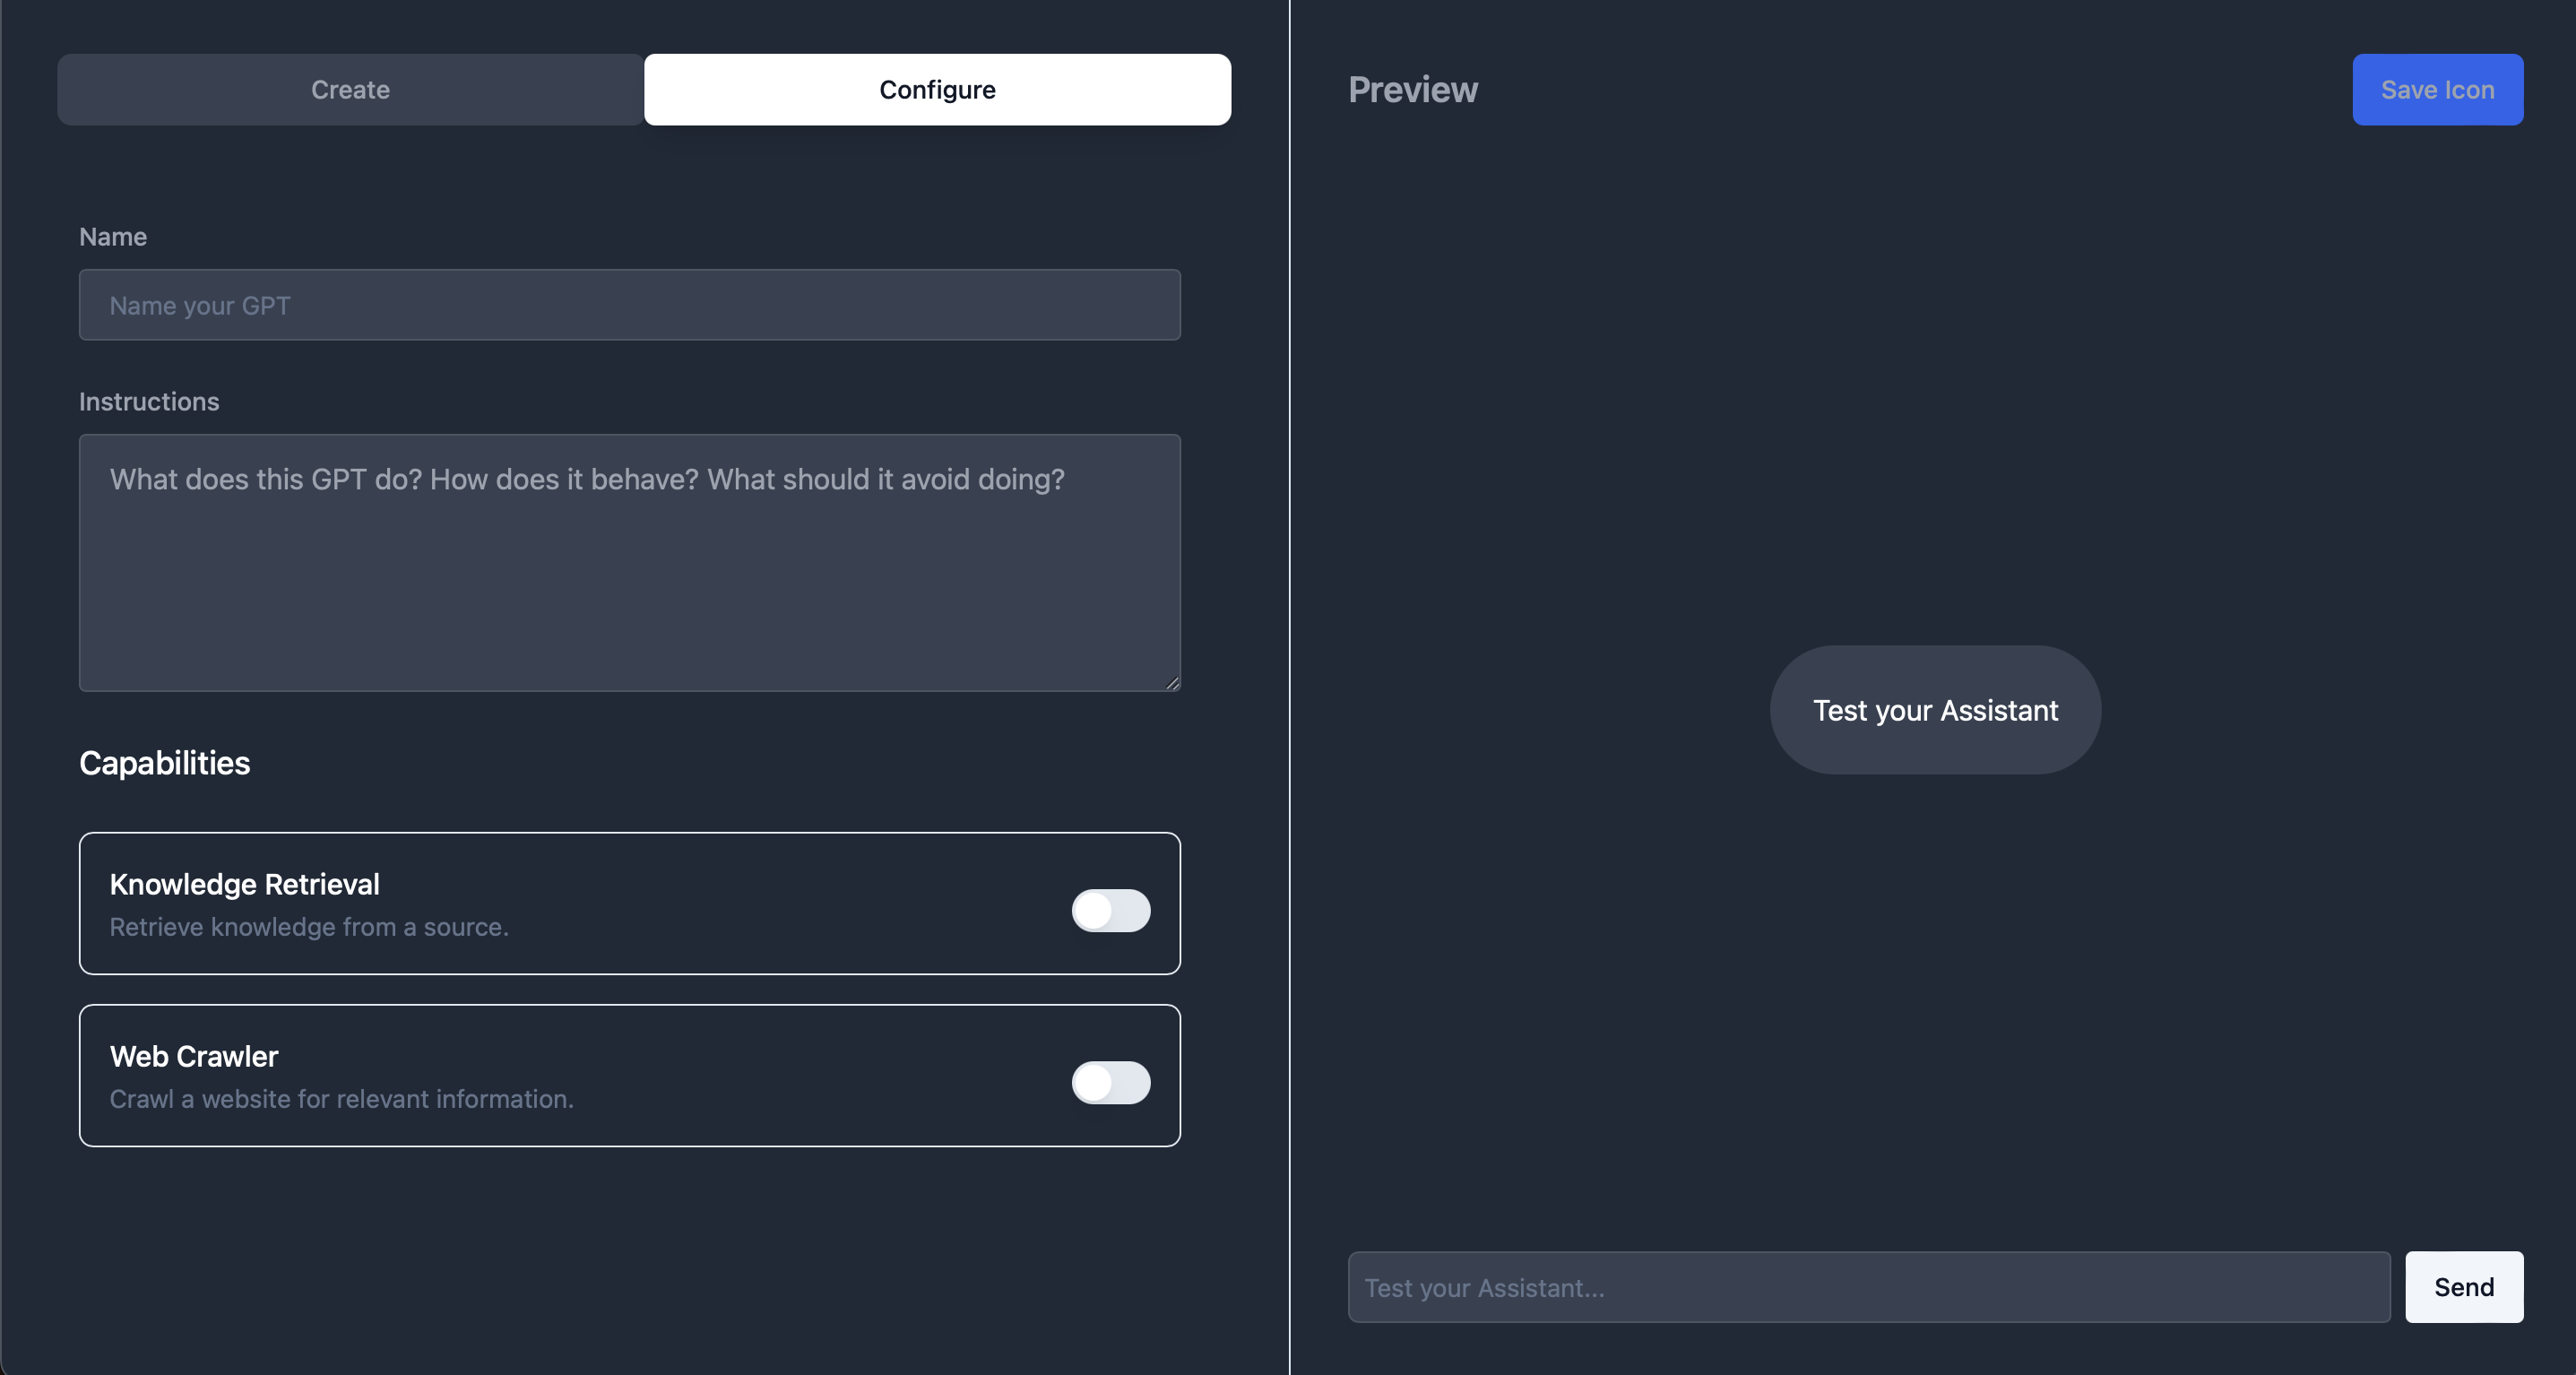 Create
Configure
Name
Name your GPT
Instructions
What does this GPT do? How does it behave? What should it avoid doing?
Capabilities
Knowledge Retrieval
Retrieve knowledge from a source.
Web Crawler
Crawl a website for relevant information.
Preview
Save Icon
Test your Assistant
Test your Assistant...
Send